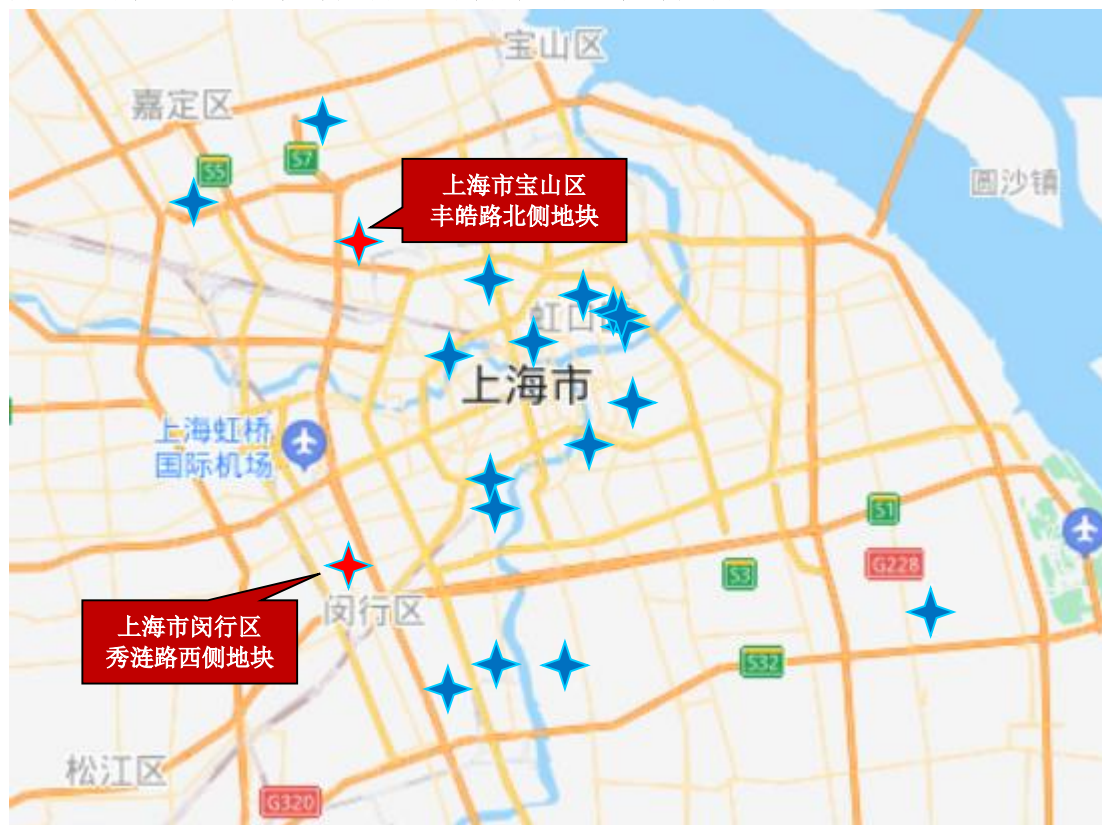 宝山区
嘉定区
S7
S5
上海市宝山区
丰皓路北侧地块
圆沙镇
虹口
上海市
上海虹桥
国际机场
S1
G228
S3
上海市闵行区
秀涟路西侧地块
闵行区
S32
松江区
G320